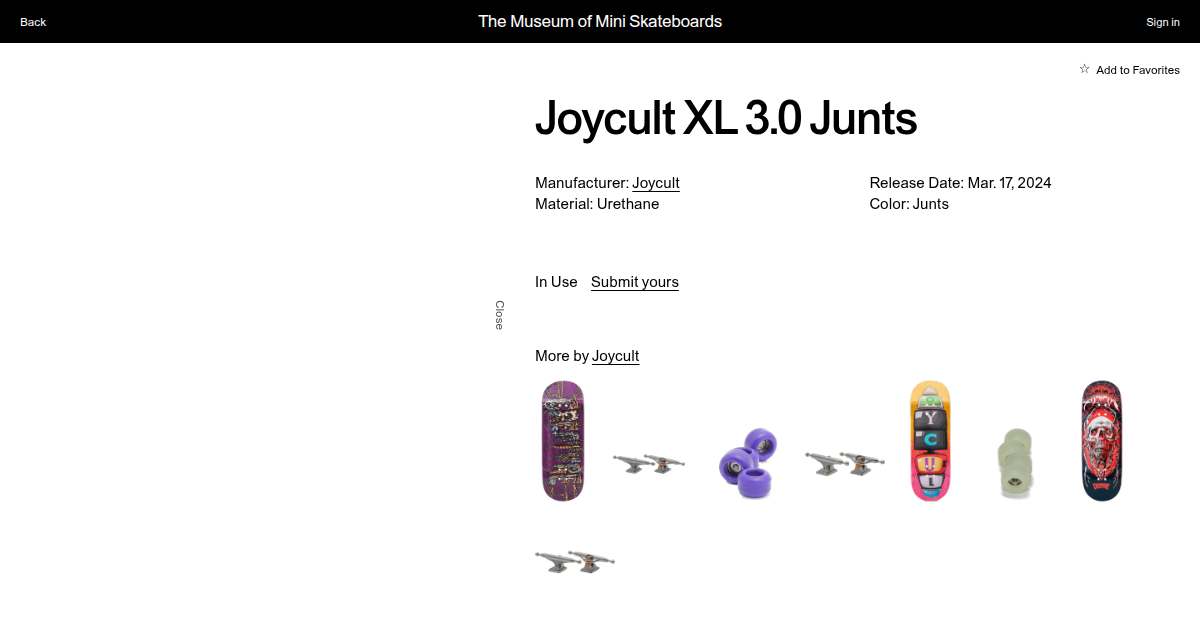 Back
The Museum of Mini Skateboards
Sign in
☆ Add to Favorites
Joycult XL 3.0 Junts
Manufacturer: Joycult
Release Date: Mar. 17, 2024
Material: Urethane
Color: Junts
In Use Submit yours
Close
More by Joycult
Y
C
U
L